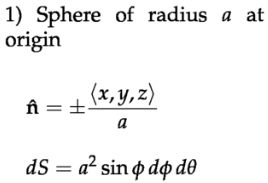 1) Sphere of radius a at
origin
n̂ = ± ⟨x, y, z⟩ / a
dS = a² sin ϕ dϕ dθ